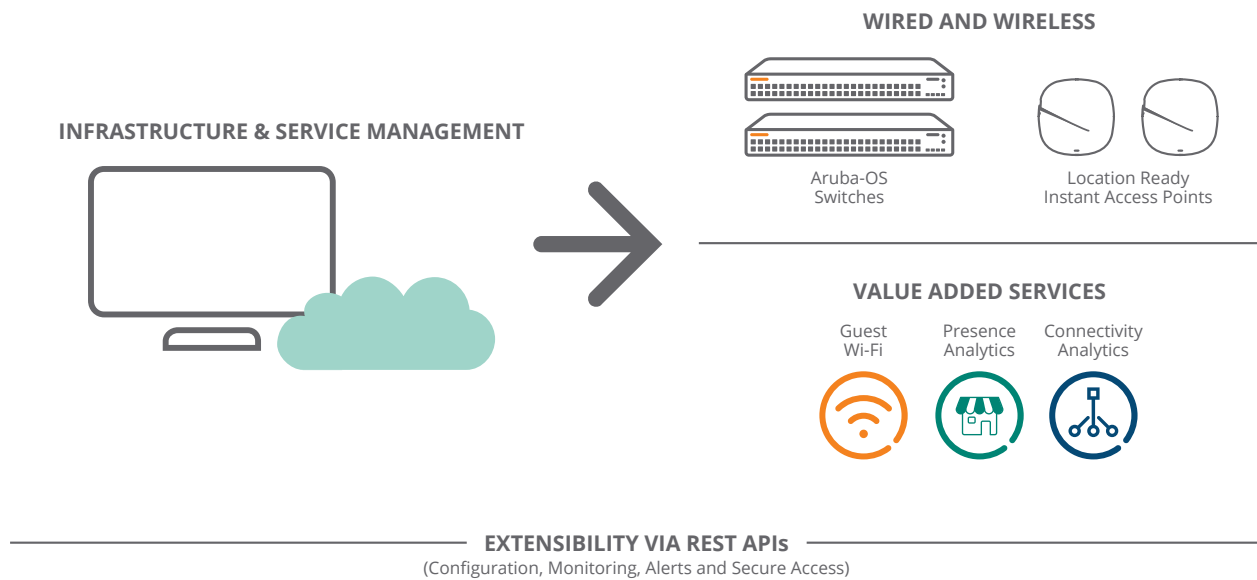 INFRASTRUCTURE & SERVICE MANAGEMENT
WIRED AND WIRELESS
Aruba-OS
Switches
Location Ready
Instant Access Points
VALUE ADDED SERVICES
Guest
Wi-Fi
Presence
Analytics
Connectivity
Analytics
EXTENSIBILITY VIA REST APIs
(Configuration, Monitoring, Alerts and Secure Access)